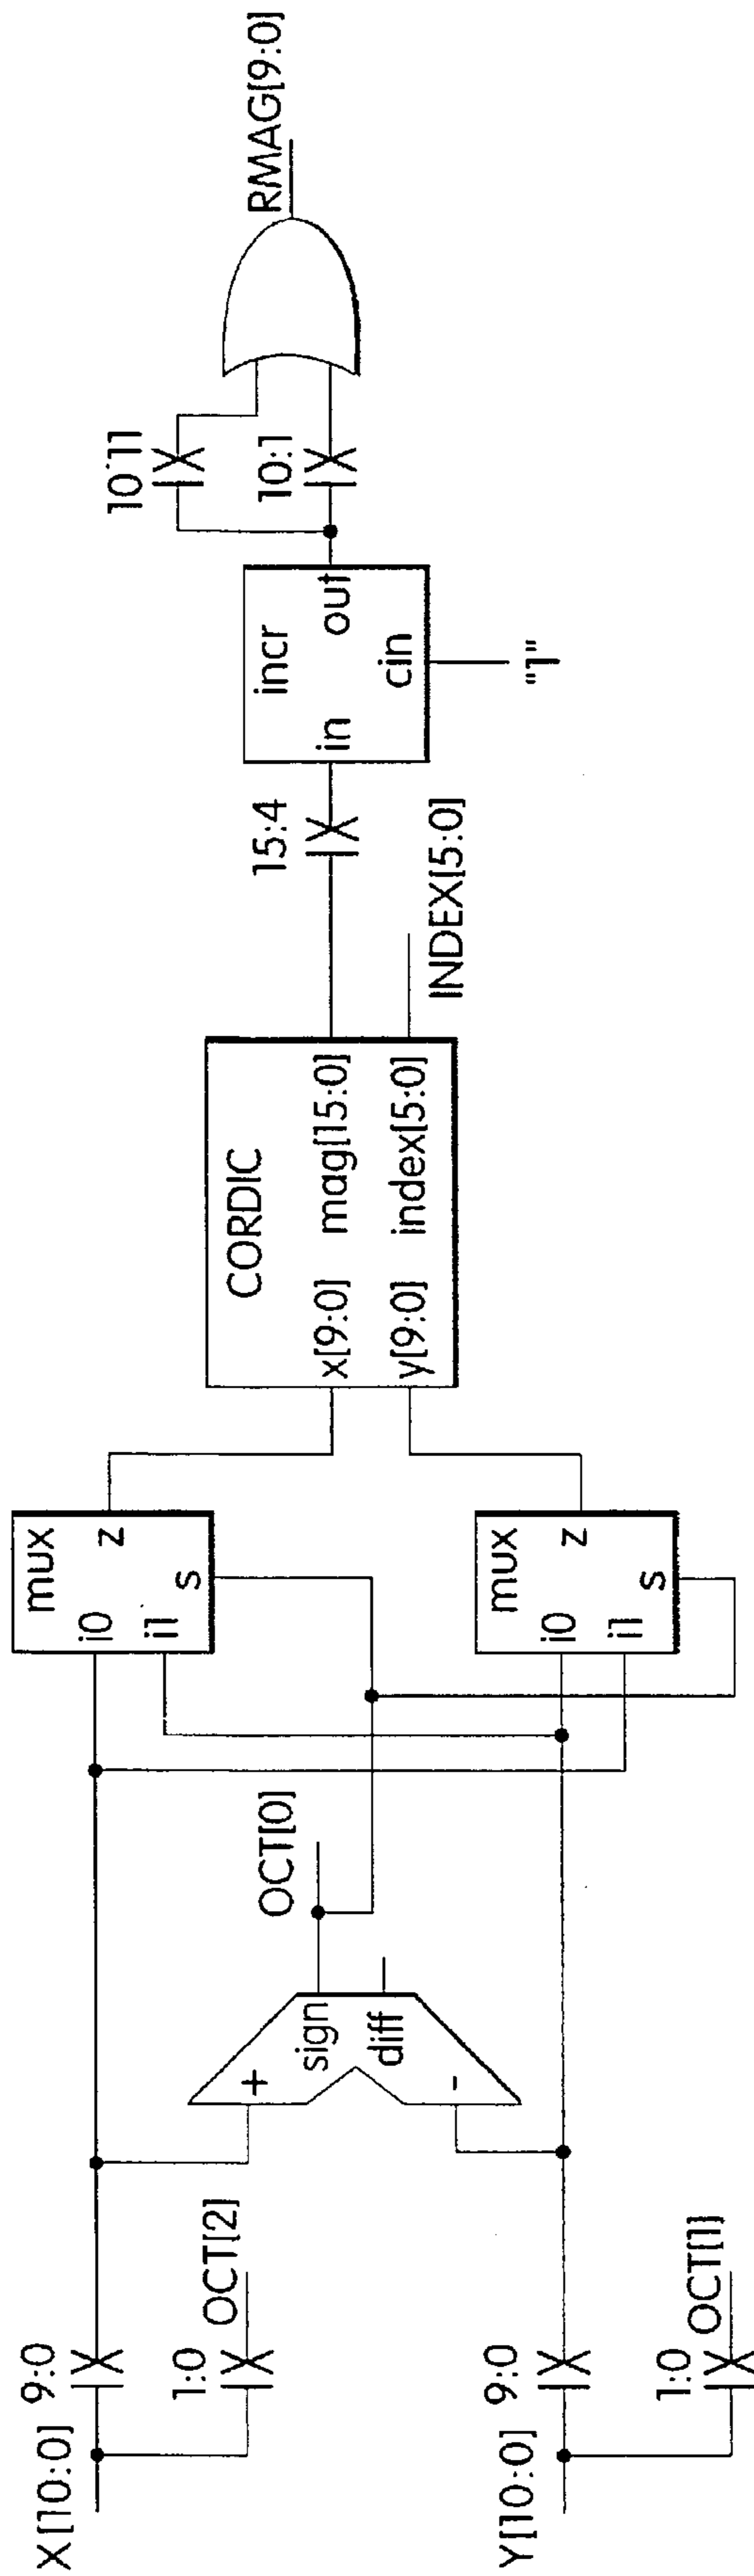 X[10:0]
9:0
1:0
OCT[2]
Y[10:0]
9:0
1:0
OCT[1]
+
-
sign
diff
OCT[0]
mux
i0
i1
s
z
mux
i0
i1
s
z
CORDIC
x[9:0] mag[15:0]
y[9:0] index[5:0]
INDEX[5:0]
15:4
incr
in
out
cin
"1"
10:1
RMAG[9:0]